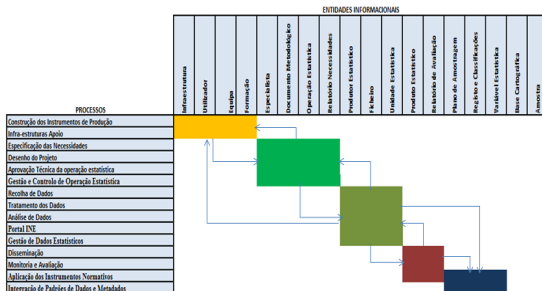 ENTIDADES INFORMACIONAIS
Infraestrutura
Utilizador
Equipa
Formação
Especialista
Documento Metodológico
Operação Estatística
Relatório Necessidades
Produtor Estatístico
Ficheiro
Unidade Estatística
Produto Estatístico
Relatório de Avaliação
Plano de Amostragem
Registo e Classificações
Variável Estatística
Base Cartográfica
Amostra
PROCESSOS
Construção dos Instrumentos de Produção
Infra-estruturas Apoio
Especificação das Necessidades
Desenho do Projeto
Aprovação Técnica da operação estatística
Gestão e Controlo de Operação Estatística
Recolha de Dados
Tratamento dos Dados
Análise de Dados
Portal INE
Gestão de Dados Estatísticos
Disseminação
Monitoria e Avaliação
Aplicação dos Instrumentos Normativos
Integração de Padrões de Dados e Metadados